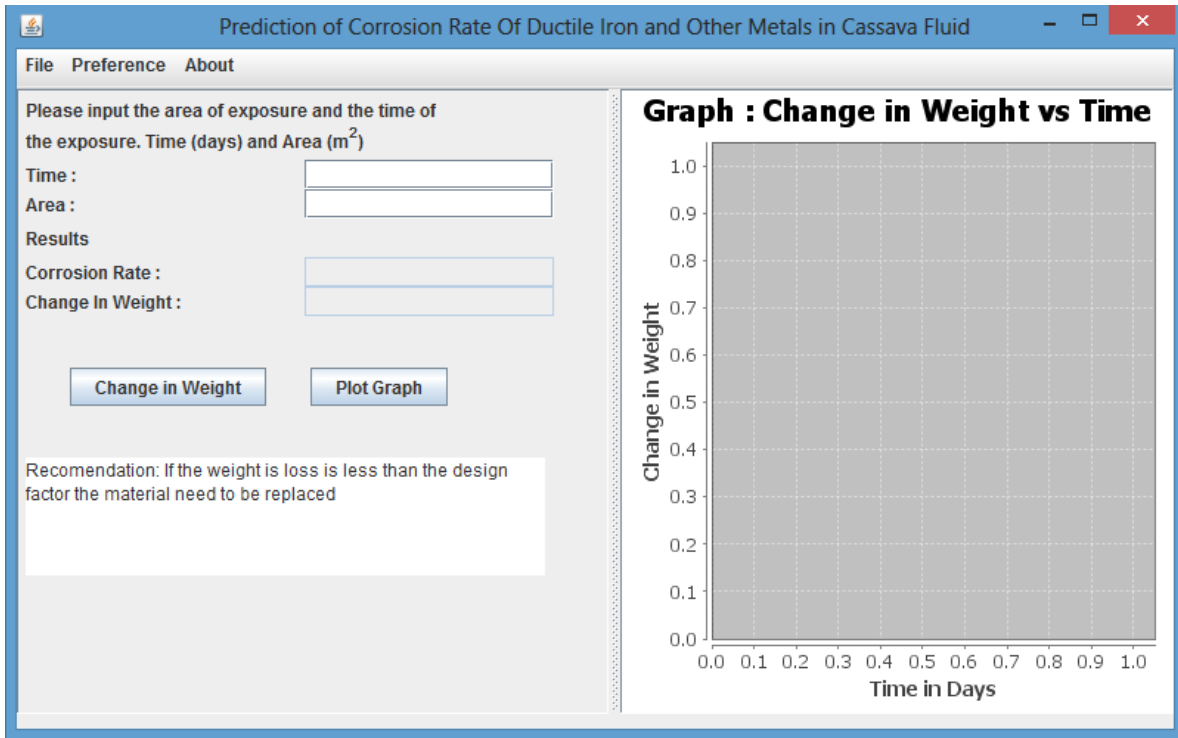 Prediction of Corrosion Rate Of Ductile Iron and Other Metals in Cassava Fluid
File Preference About
Please input the area of exposure and the time of
the exposure. Time (days) and Area (m²)
Time :
Area :
Results
Corrosion Rate :
Change In Weight :
Change in Weight
Plot Graph
Recomendation: If the weight is loss is less than the design
factor the material need to be replaced
Graph : Change in Weight vs Time
Change in Weight
1.0
0.9
0.8
0.7
0.6
0.5
0.4
0.3
0.2
0.1
0.0
0.0 0.1 0.2 0.3 0.4 0.5 0.6 0.7 0.8 0.9 1.0
Time in Days